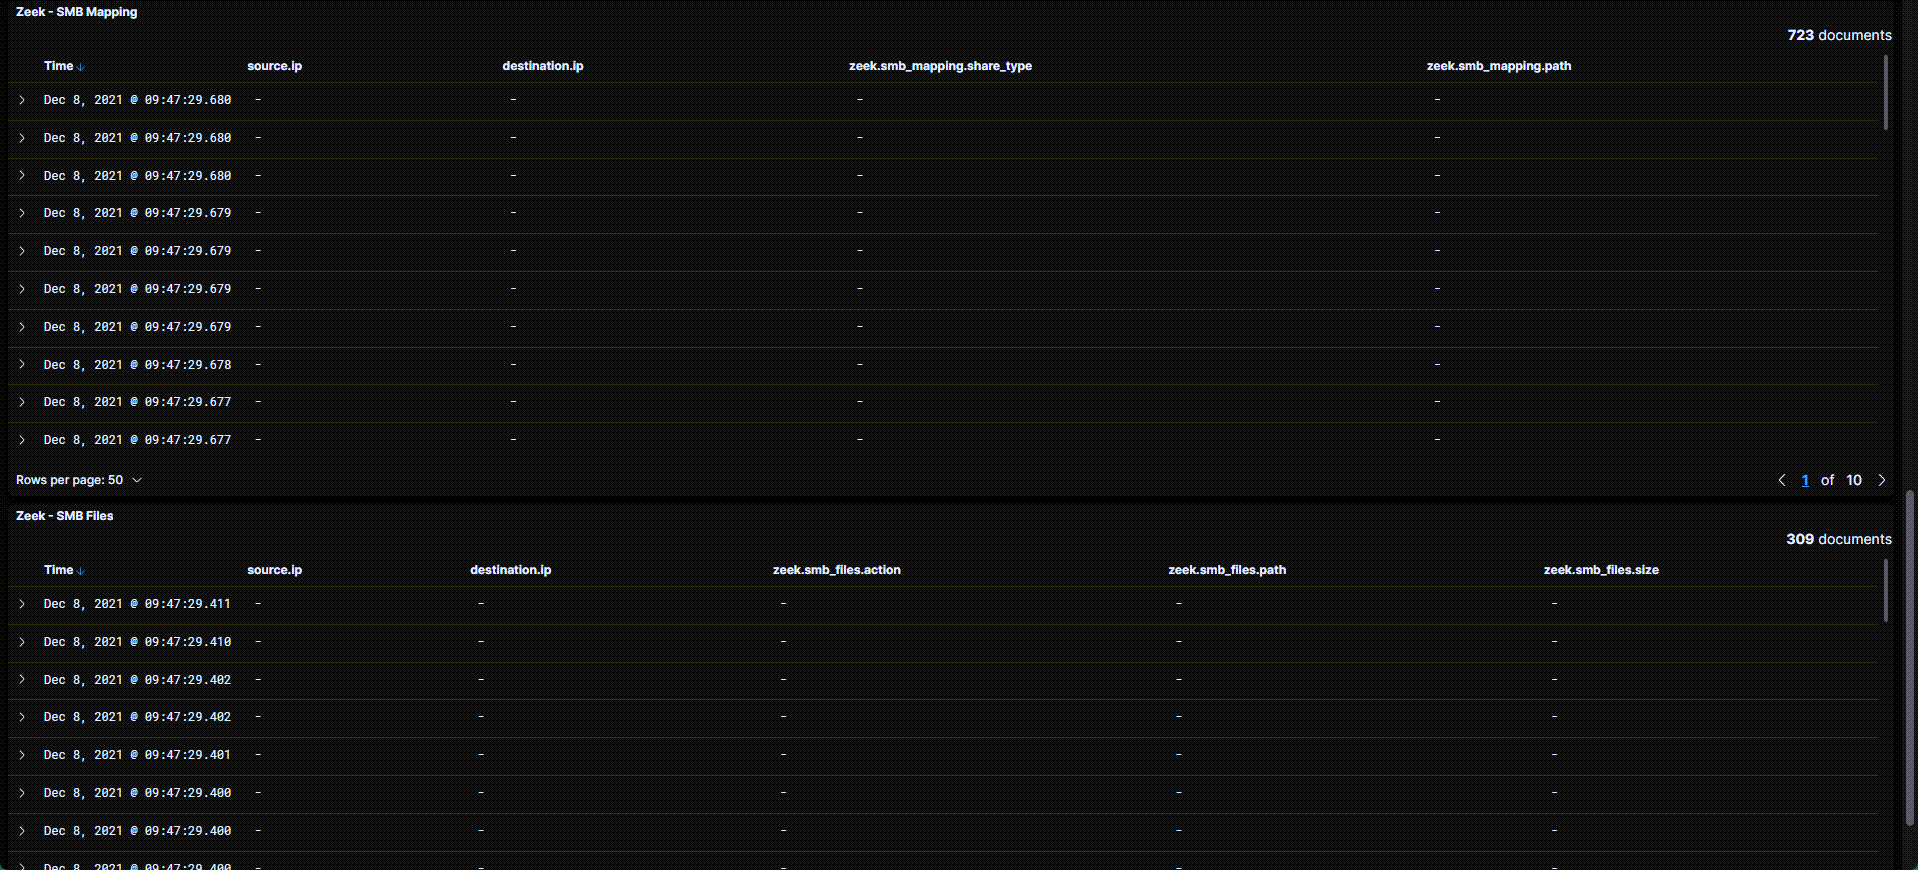 Zeek - SMB Mapping
723 documents
Time source.ip destination.ip zeek.smb_mapping.share_type zeek.smb_mapping.path
Dec 8, 2021 @ 09:47:29.680 - - - -
Dec 8, 2021 @ 09:47:29.680 - - - -
Dec 8, 2021 @ 09:47:29.680 - - - -
Dec 8, 2021 @ 09:47:29.679 - - - -
Dec 8, 2021 @ 09:47:29.679 - - - -
Dec 8, 2021 @ 09:47:29.679 - - - -
Dec 8, 2021 @ 09:47:29.679 - - - -
Dec 8, 2021 @ 09:47:29.678 - - - -
Dec 8, 2021 @ 09:47:29.677 - - - -
Dec 8, 2021 @ 09:47:29.677 - - - -
Rows per page: 50 1 of 10
Zeek - SMB Files
309 documents
Time source.ip destination.ip zeek.smb_files.action zeek.smb_files.path zeek.smb_files.size
Dec 8, 2021 @ 09:47:29.411 - - - - -
Dec 8, 2021 @ 09:47:29.410 - - - - -
Dec 8, 2021 @ 09:47:29.402 - - - - -
Dec 8, 2021 @ 09:47:29.402 - - - - -
Dec 8, 2021 @ 09:47:29.401 - - - - -
Dec 8, 2021 @ 09:47:29.400 - - - - -
Dec 8, 2021 @ 09:47:29.400 - - - - -
Dec 8, 2021 @ 09:47:29.400 - - - - -